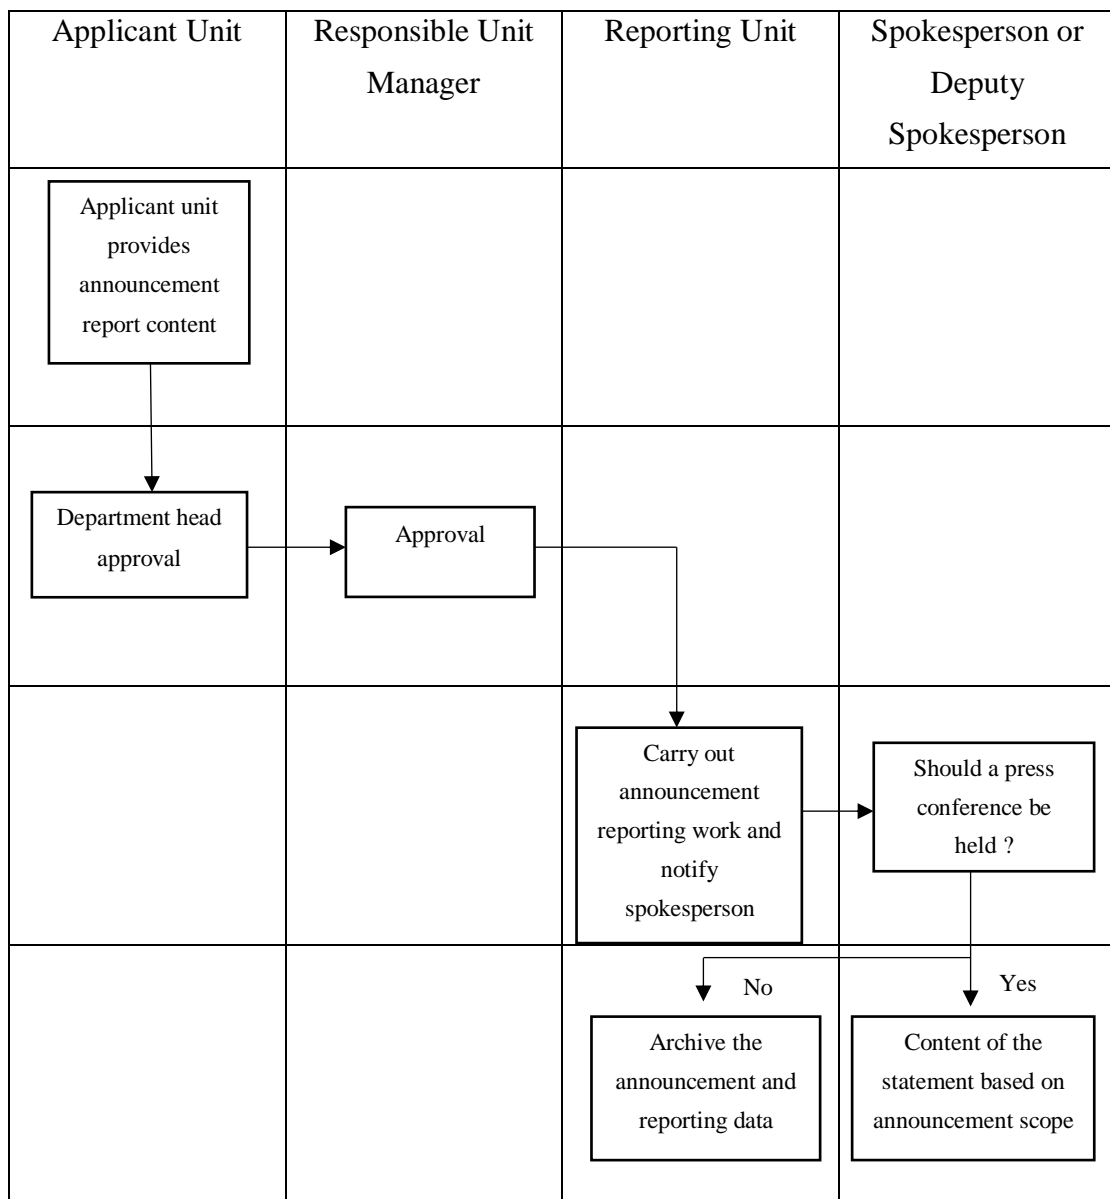 Applicant Unit
Responsible Unit
Manager
Reporting Unit
Spokesperson or
Deputy
Spokesperson
Applicant unit
provides
announcement
report content
Department head
approval
Approval
Carry out
announcement
reporting work and
notify
spokesperson
Should a press
conference be
held ?
No
Yes
Archive the
announcement and
reporting data
Content of the
statement based on
announcement scope